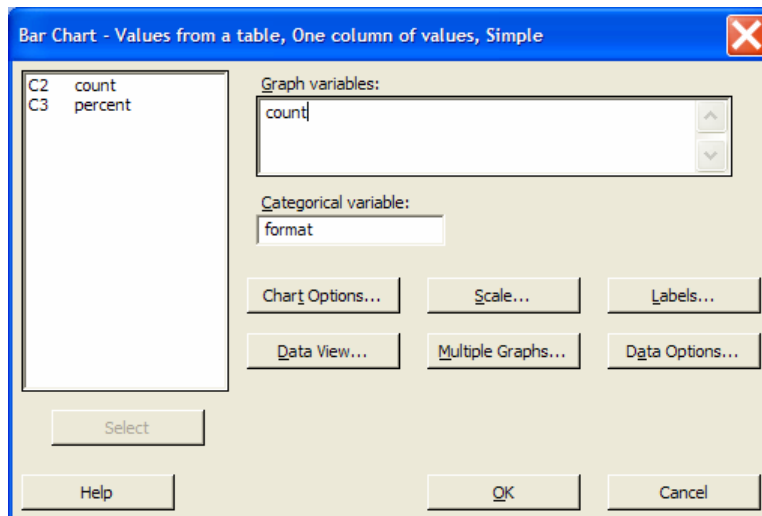 Bar Chart - Values from a table, One column of values, Simple
C2 count
C3 percent
Graph variables:
count
Categorical variable:
format
Chart Options... Scale... Labels...
Data View... Multiple Graphs... Data Options...
Select
Help OK Cancel